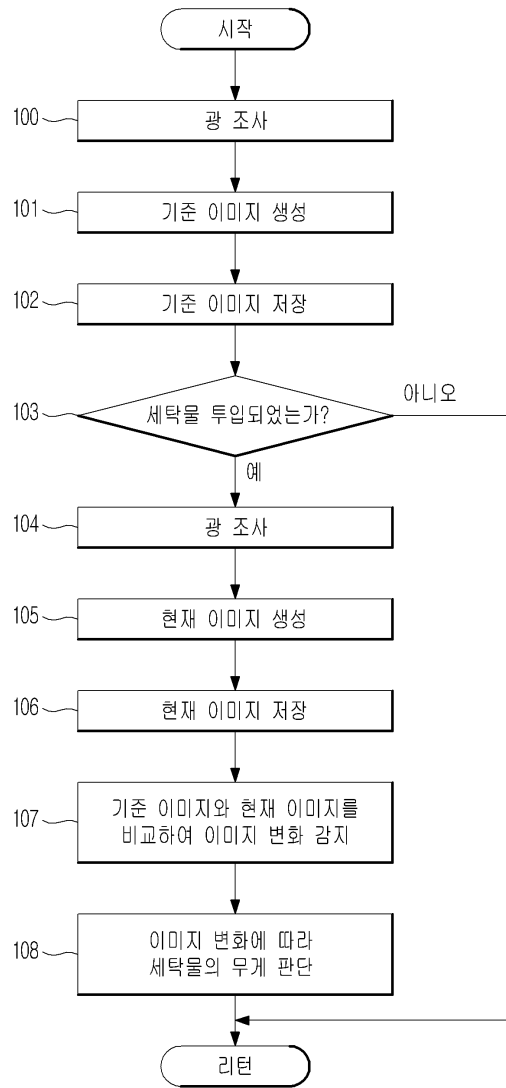 시작
100
광 조사
101
기준 이미지 생성
102
기준 이미지 저장
103
세탁물 투입되었는가?
아니오
예
104
광 조사
105
현재 이미지 생성
106
현재 이미지 저장
107
기준 이미지와 현재 이미지를
비교하여 이미지 변화 감지
108
이미지 변화에 따라
세탁물의 무게 판단
리턴